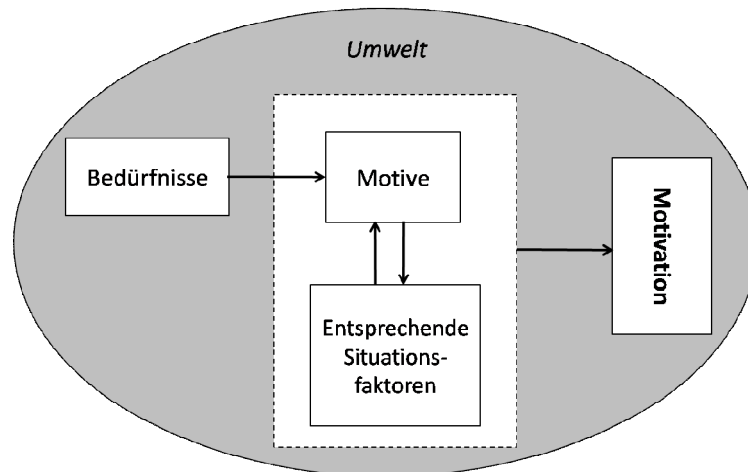 Umwelt
Bedürfnisse
Motive
Motivation
Entsprechende
Situations-
faktoren